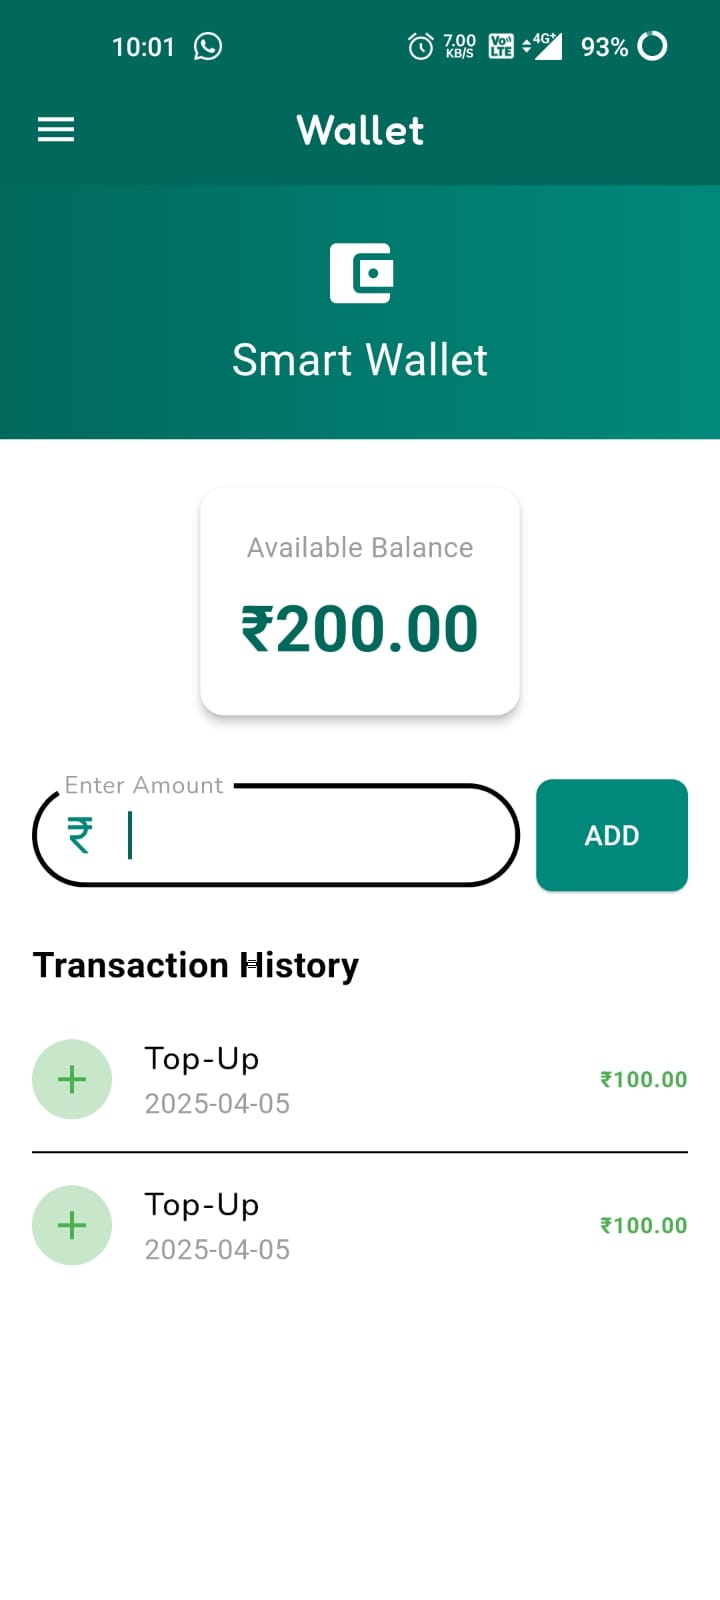 10:01 7.00 KB/S Vo)) LTE 4G+ 93%
Wallet
Smart Wallet
Available Balance
₹200.00
Enter Amount
₹
ADD
Transaction History
Top-Up
2025-04-05
₹100.00
Top-Up
2025-04-05
₹100.00